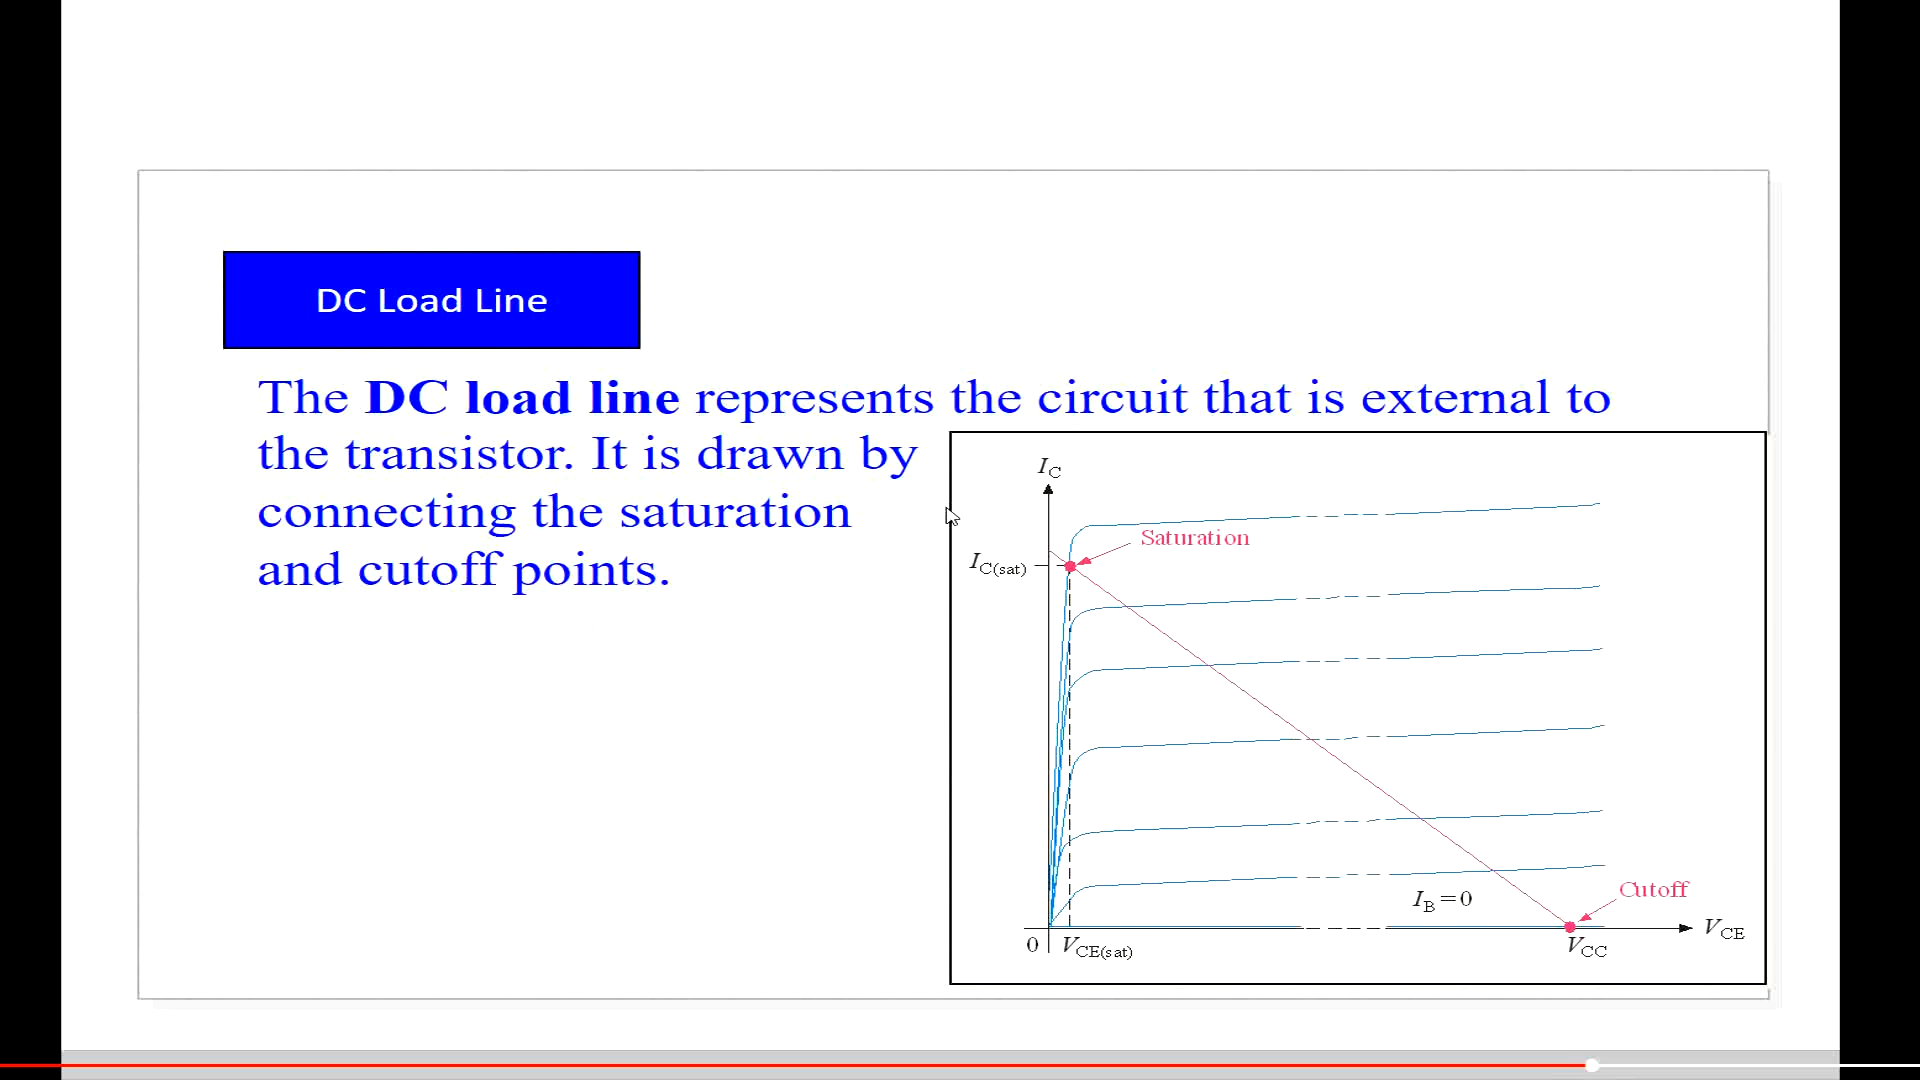 DC Load Line
The DC load line represents the circuit that is external to
the transistor. It is drawn by
connecting the saturation
and cutoff points.
IC
Saturation
IC(sat)
Cutoff
IB=0
VCE
0
VCE(sat)
VCC